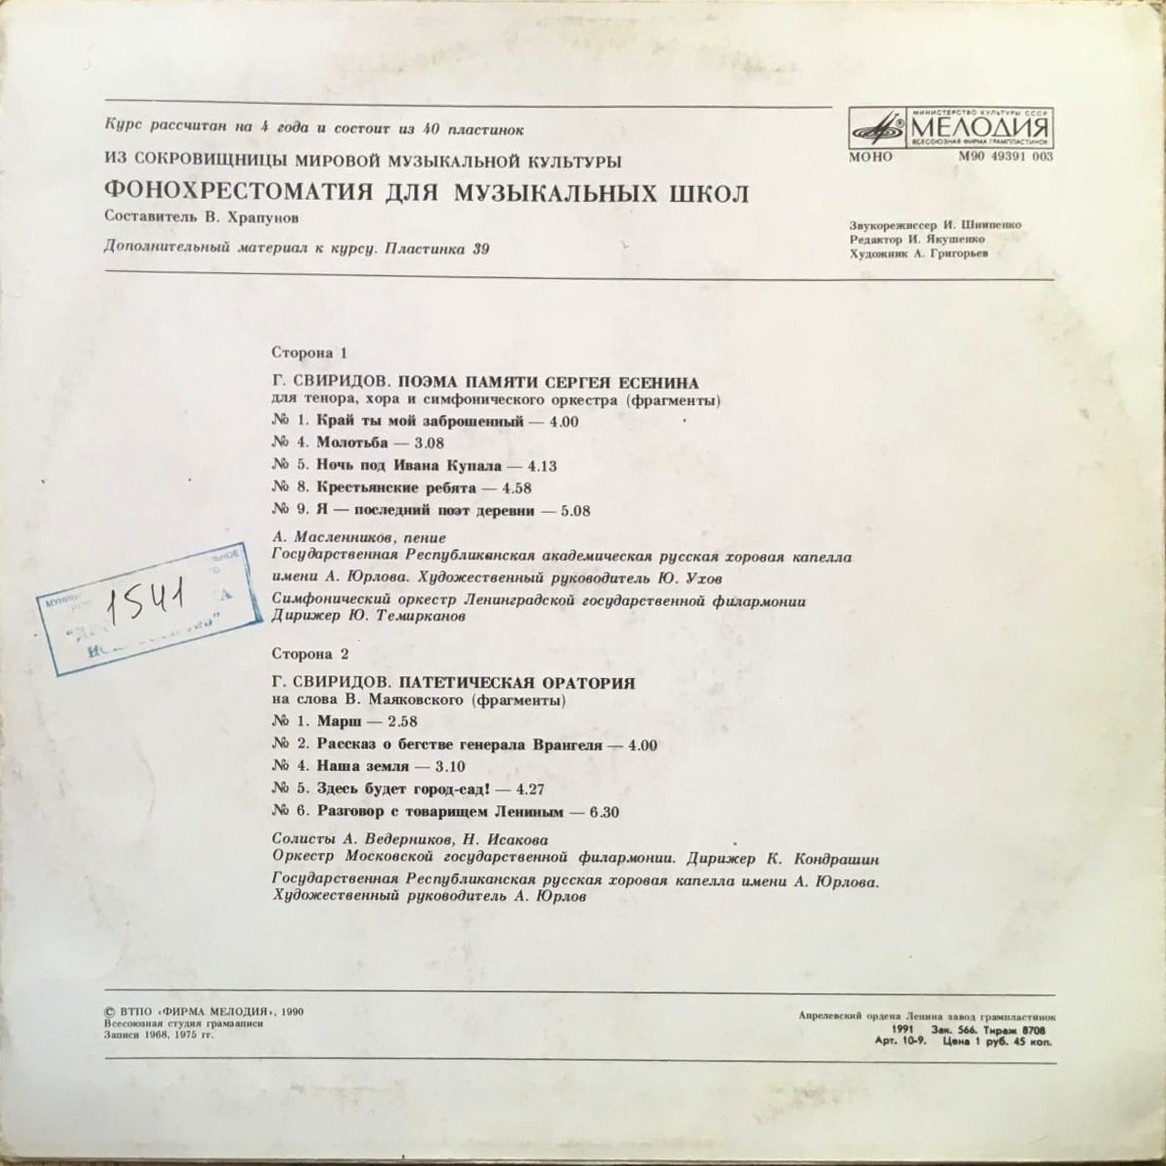 Курс рассчитан на 4 года и состоит из 40 пластинок
ИЗ СОКРОВИЩНИЦЫ МИРОВОЙ МУЗЫКАЛЬНОЙ КУЛЬТУРЫ
ФОНОХРЕСТОМАТИЯ ДЛЯ МУЗЫКАЛЬНЫХ ШКОЛ
Составитель В. Храпунов
Дополнительный материал к курсу. Пластинка 39
МИНИСТЕРСТВО КУЛЬТУРЫ СССР
МЕЛОДИЯ
ВСЕСОЮЗНАЯ ФИРМА ГРАМПЛАСТИНОК
МОНО М90 49391 003
Звукорежиссер И. Шнипенко
Редактор И. Якушенко
Художник А. Григорьев
Сторона 1
Г. СВИРИДОВ. ПОЭМА ПАМЯТИ СЕРГЕЯ ЕСЕНИНА
для тенора, хора и симфонического оркестра (фрагменты)
№ 1. Край ты мой заброшенный — 4.00
№ 4. Молотьба — 3.08
№ 5. Ночь под Ивана Купала — 4.13
№ 8. Крестьянские ребята — 4.58
№ 9. Я — последний поэт деревни — 5.08
А. Масленников, пение
Государственная Республиканская академическая русская хоровая капелла
имени А. Юрлова. Художественный руководитель Ю. Ухов
Симфонический оркестр Ленинградской государственной филармонии
Дирижер Ю. Темирканов
1541
Сторона 2
Г. СВИРИДОВ. ПАТЕТИЧЕСКАЯ ОРАТОРИЯ
на слова В. Маяковского (фрагменты)
№ 1. Марш — 2.58
№ 2. Рассказ о бегстве генерала Врангеля — 4.00
№ 4. Наша земля — 3.10
№ 5. Здесь будет город-сад! — 4.27
№ 6. Разговор с товарищем Лениным — 6.30
Солисты А. Ведерников, Н. Исакова
Оркестр Московской государственной филармонии. Дирижер К. Кондрашин
Государственная Республиканская русская хоровая капелла имени А. Юрлова.
Художественный руководитель А. Юрлов
© ВТПО «ФИРМА МЕЛОДИЯ», 1990
Всесоюзная студия грамзаписи
Записи 1968, 1975 гг.
Апрелевский ордена Ленина завод грампластинок
1991 Зак. 566. Тираж 8708
Арт. 10-9. Цена 1 руб. 45 коп.